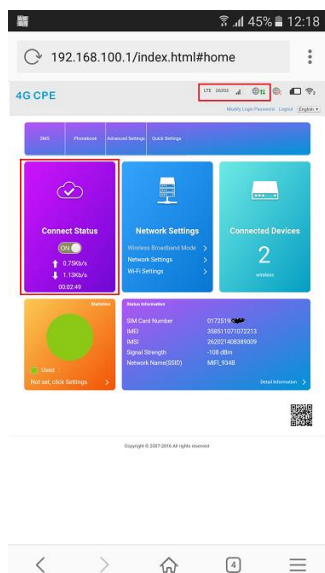 45% 12:18
192.168.100.1/index.html#home
4G CPE
LTE 26202
Modify Login Password Logout English
SMS Phonebook Advanced Settings Quick Settings
Connect Status
ON
0.75Kb/s
1.13Kb/s
00:02:49
Network Settings
Wireless Broadband Mode
Network Settings
Wi-Fi Settings
Connected Devices
2
wireless
Statistics
Used :
Not set, click Settings
Status Information
SIM Card Number 0172519
IMEI 358511071072213
IMSI 262021408389009
Signal Strength -108 dBm
Network Name(SSID) MIFI_934B
Detail Information
Copyright © 2007-2016 All rights reserved
4